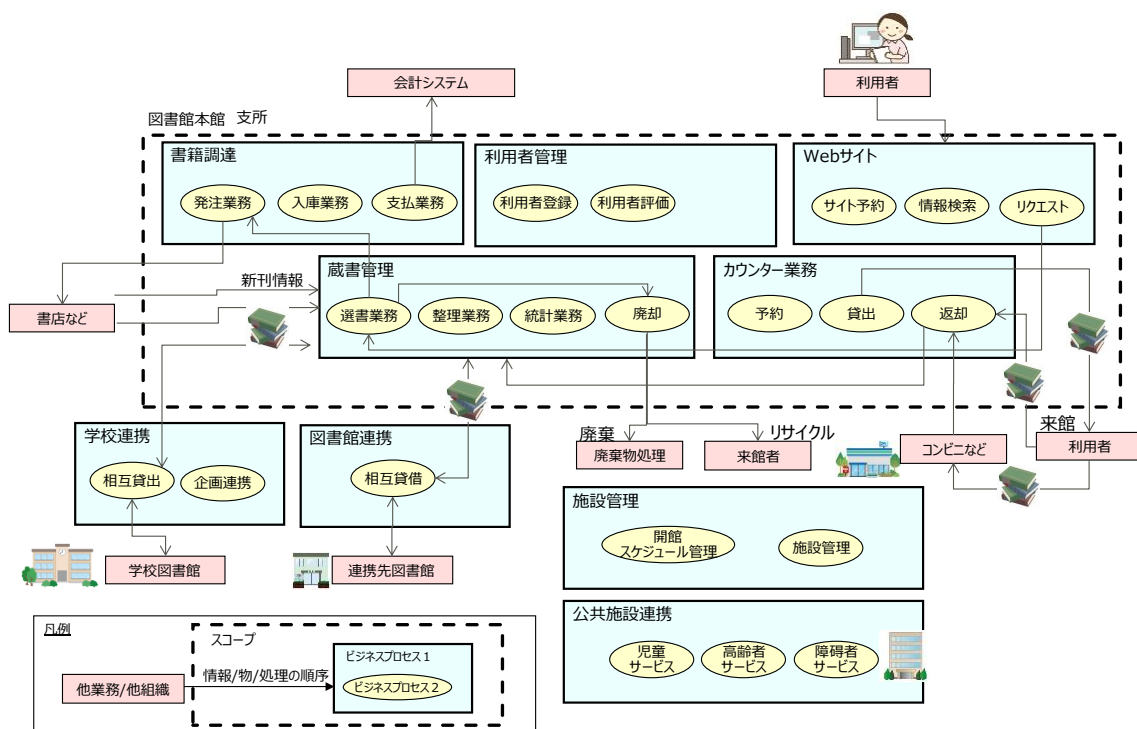 会計システム
利用者
図書館本館 支所
書籍調達
発注業務
入庫業務
支払業務
利用者管理
利用者登録
利用者評価
Webサイト
サイト予約
情報検索
リクエスト
新刊情報
書店など
蔵書管理
選書業務
整理業務
統計業務
廃却
カウンター業務
予約
貸出
返却
学校連携
相互貸出
企画連携
図書館連携
相互貸借
廃棄
廃棄物処理
リサイクル
来館者
コンビニなど
来館
利用者
学校図書館
連携先図書館
施設管理
開館
スケジュール管理
施設管理
公共施設連携
児童
サービス
高齢者
サービス
障碍者
サービス
凡例
スコープ
他業務/他組織
情報/物/処理の順序
ビジネスプロセス1
ビジネスプロセス2